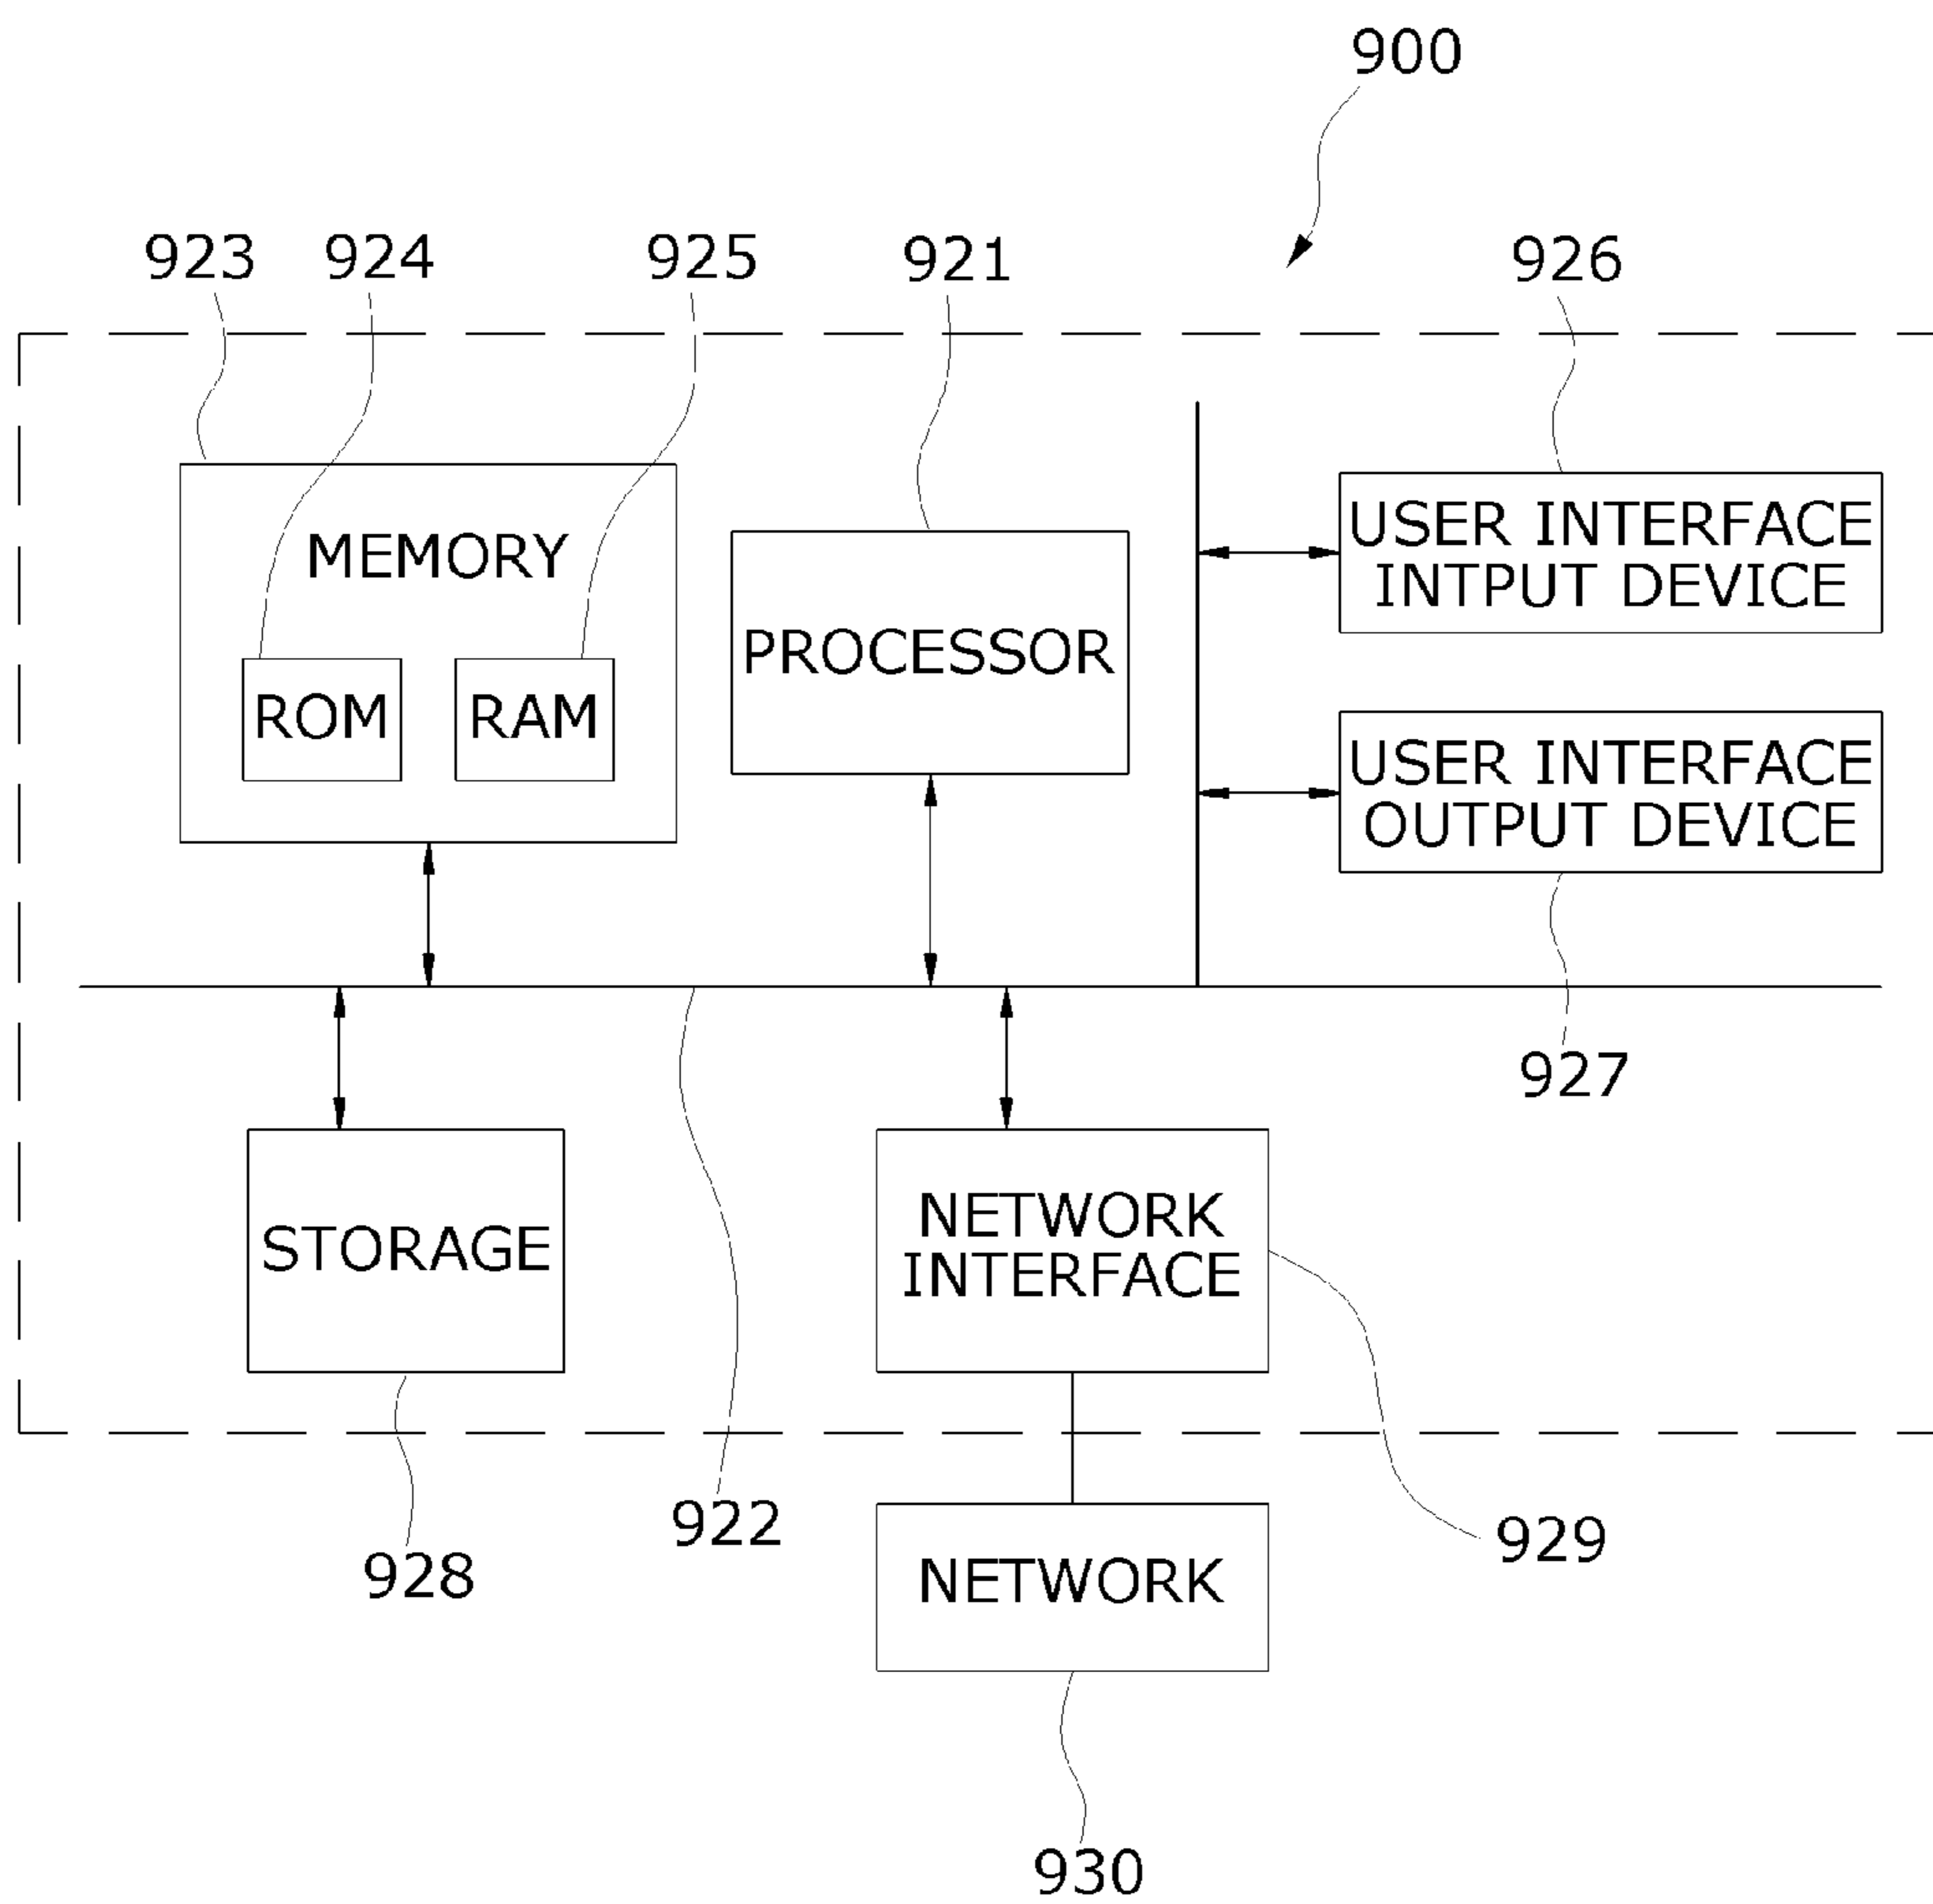 900
923
924
925
921
926
MEMORY
ROM
RAM
PROCESSOR
USER INTERFACE
INTPUT DEVICE
USER INTERFACE
OUTPUT DEVICE
927
STORAGE
NETWORK
INTERFACE
928
922
929
NETWORK
930